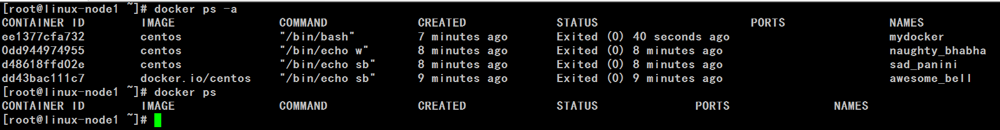 [root@linux-node1 ~]# docker ps -a
CONTAINER ID        IMAGE               COMMAND             CREATED             STATUS                      PORTS               NAMES
ee1377cfa732        centos              "/bin/bash"         7 minutes ago       Exited (0) 40 seconds ago                       mydocker
0dd944974955        centos              "/bin/echo w"       8 minutes ago       Exited (0) 8 minutes ago                        naughty_bhabha
d48618ffd02e        centos              "/bin/echo sb"      8 minutes ago       Exited (0) 8 minutes ago                        sad_panini
dd43bac111c7        docker.io/centos    "/bin/echo sb"      9 minutes ago       Exited (0) 9 minutes ago                        awesome_bell
[root@linux-node1 ~]# docker ps
CONTAINER ID        IMAGE               COMMAND             CREATED             STATUS              PORTS               NAMES
[root@linux-node1 ~]#